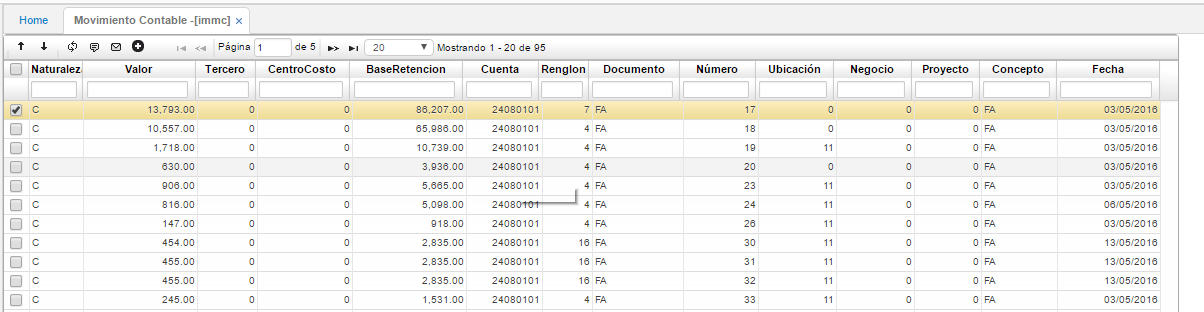 Home Movimiento Contable -[immc] ×
Página 1 de 5 20 Mostrando 1 - 20 de 95
Naturalez Valor Tercero CentroCosto BaseRetencion Cuenta Renglon Documento Número Ubicación Negocio Proyecto Concepto Fecha
C 13,793.00 0 0 86,207.00 24080101 7 FA 17 0 0 0 FA 03/05/2016
C 10,557.00 0 0 65,986.00 24080101 4 FA 18 0 0 0 FA 03/05/2016
C 1,718.00 0 0 10,739.00 24080101 4 FA 19 11 0 0 FA 03/05/2016
C 630.00 0 0 3,936.00 24080101 4 FA 20 0 0 0 FA 03/05/2016
C 906.00 0 0 5,665.00 24080101 4 FA 23 11 0 0 FA 03/05/2016
C 816.00 0 0 5,098.00 24080101 4 FA 24 11 0 0 FA 06/05/2016
C 147.00 0 0 918.00 24080101 4 FA 26 11 0 0 FA 03/05/2016
C 454.00 0 0 2,835.00 24080101 16 FA 30 11 0 0 FA 13/05/2016
C 455.00 0 0 2,835.00 24080101 16 FA 31 11 0 0 FA 13/05/2016
C 455.00 0 0 2,835.00 24080101 16 FA 32 11 0 0 FA 13/05/2016
C 245.00 0 0 1,531.00 24080101 4 FA 33 11 0 0 FA 03/05/2016